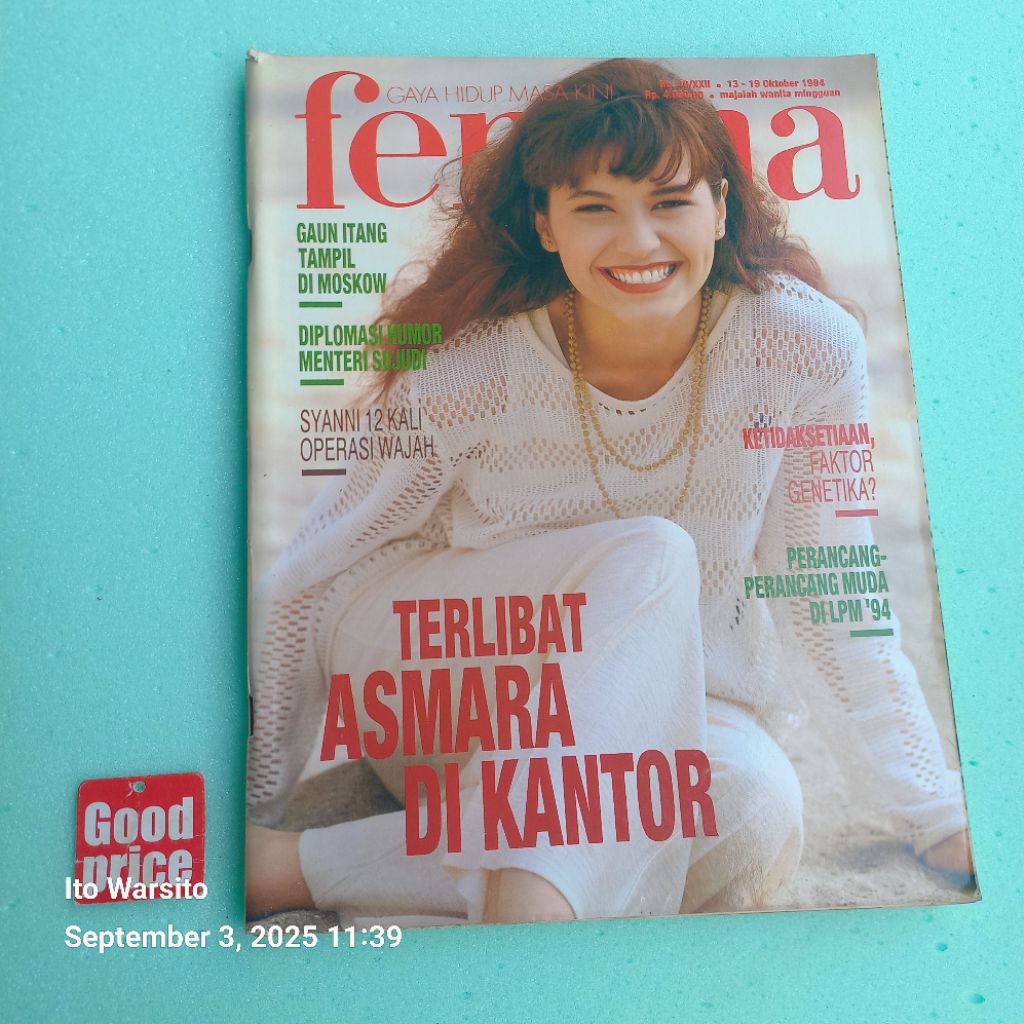 GAYA HIDUP MASA KINI
13 - 19 Oktober 1994
majalah wanita mingguan
femina
GAUN ITANG
TAMPIL
DI MOSKOW
DIPLOMASI HUMOR
MENTERI SUJUDI
SYANNI 12 KALI
OPERASI WAJAH
KETIDAKSETIAAN,
FAKTOR
GENETIKA?
PERANCANG-
PERANCANG MUDA
DI LPM '94
TERLIBAT
ASMARA
DI KANTOR
Good
price
Ito Warsito
September 3, 2025 11:39